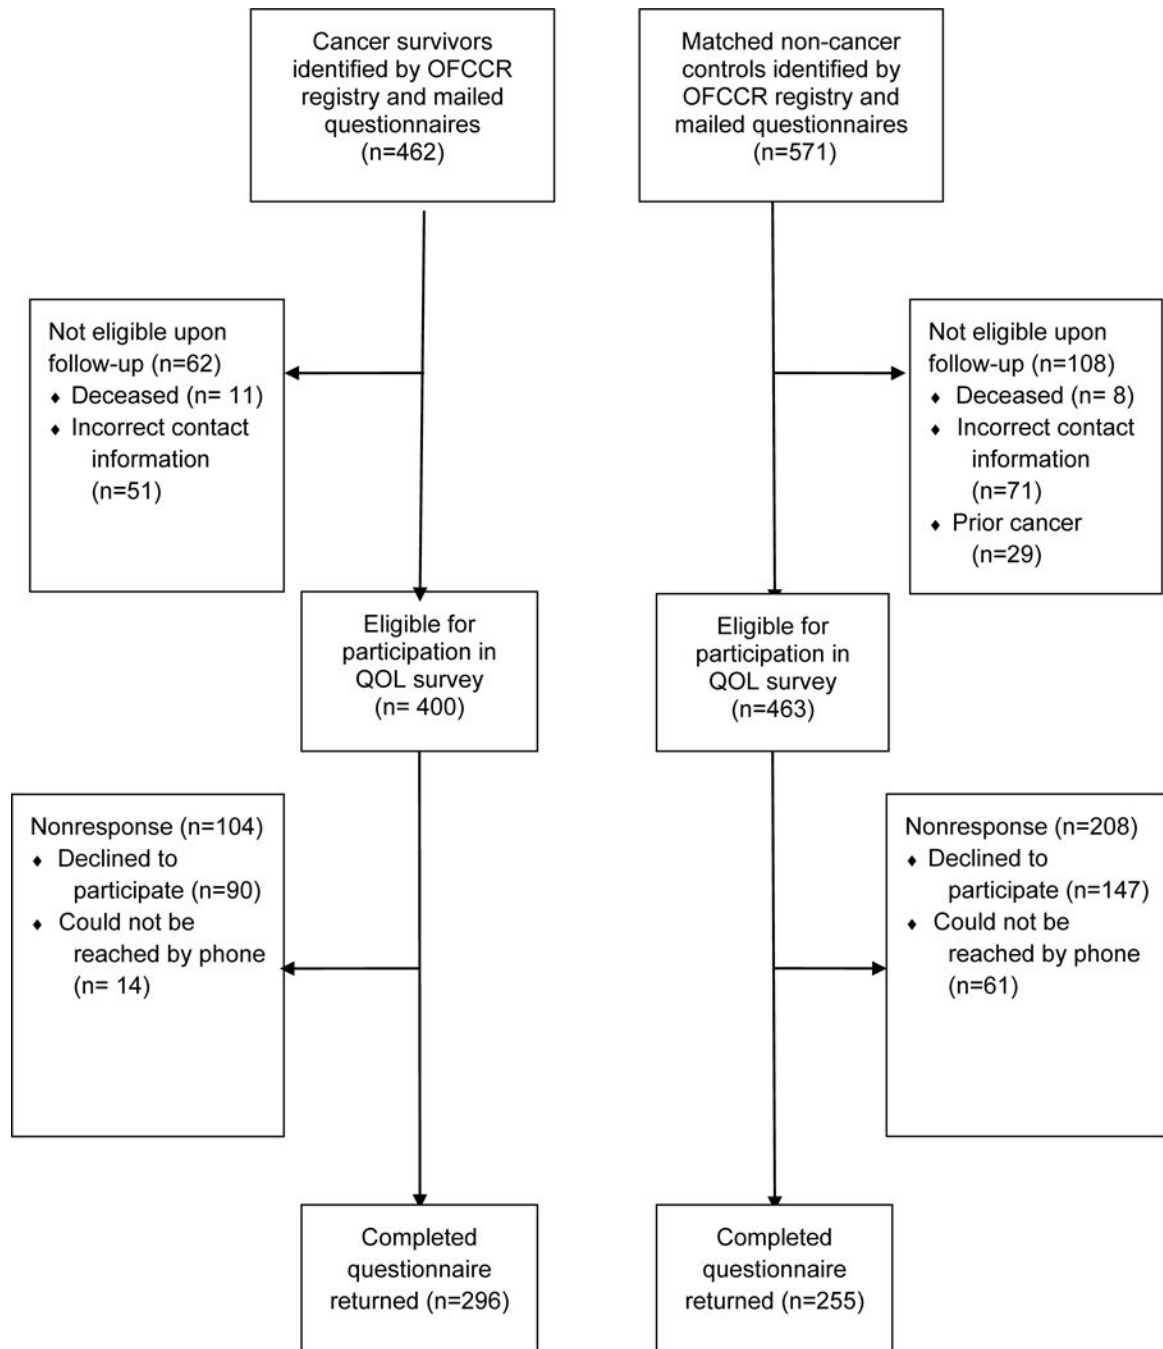 Cancer survivors
identified by OFCCR
registry and mailed
questionnaires
(n=462)
Matched non-cancer
controls identified by
OFCCR registry and
mailed questionnaires
(n=571)
Not eligible upon
follow-up (n=62)
♦ Deceased (n= 11)
♦ Incorrect contact
information
(n=51)
Not eligible upon
follow-up (n=108)
♦ Deceased (n= 8)
♦ Incorrect contact
information
(n=71)
♦ Prior cancer
(n=29)
Eligible for
participation in
QOL survey
(n= 400)
Eligible for
participation in
QOL survey
(n=463)
Nonresponse (n=104)
♦ Declined to
participate (n=90)
♦ Could not be
reached by phone
(n= 14)
Nonresponse (n=208)
♦ Declined to
participate (n=147)
♦ Could not be
reached by phone
(n=61)
Completed
questionnaire
returned (n=296)
Completed
questionnaire
returned (n=255)